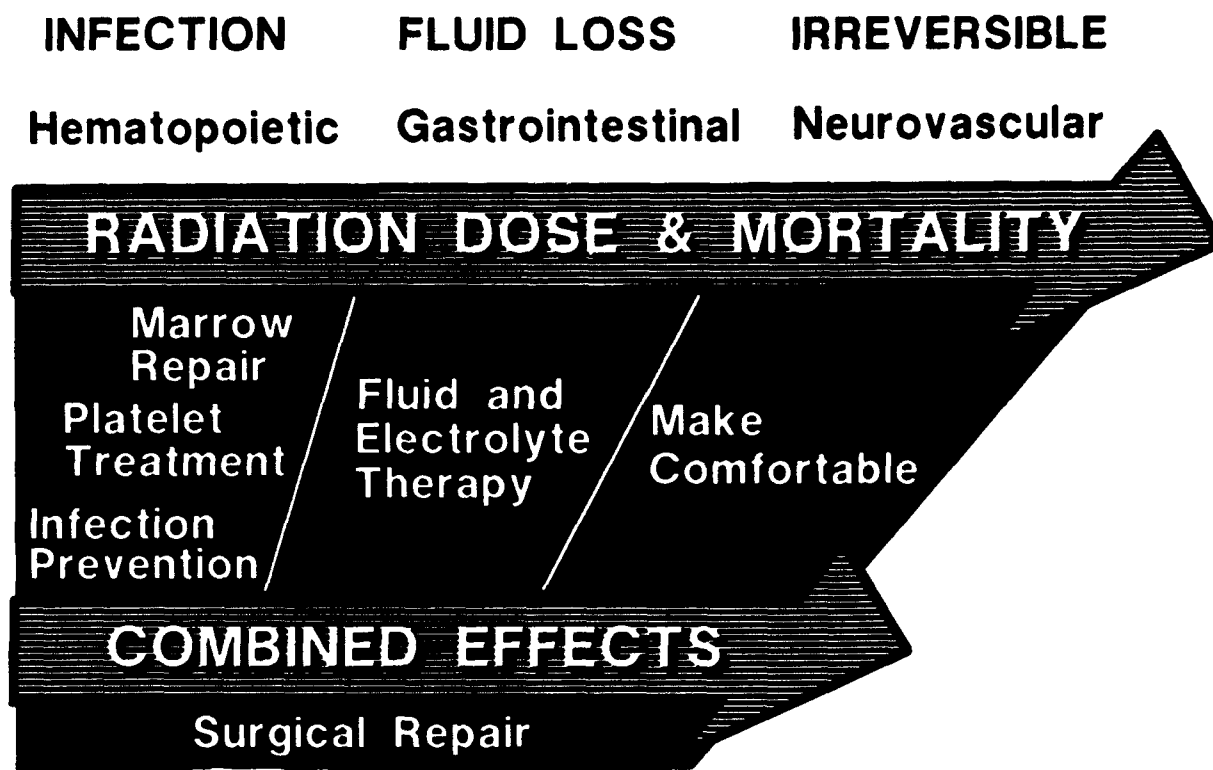 INFECTION FLUID LOSS IRREVERSIBLE
Hematopoietic Gastrointestinal Neurovascular
RADIATION DOSE & MORTALITY
Marrow
Repair
Platelet
Treatment
Infection
Prevention
Fluid and
Electrolyte
Therapy
Make
Comfortable
COMBINED EFFECTS
Surgical Repair